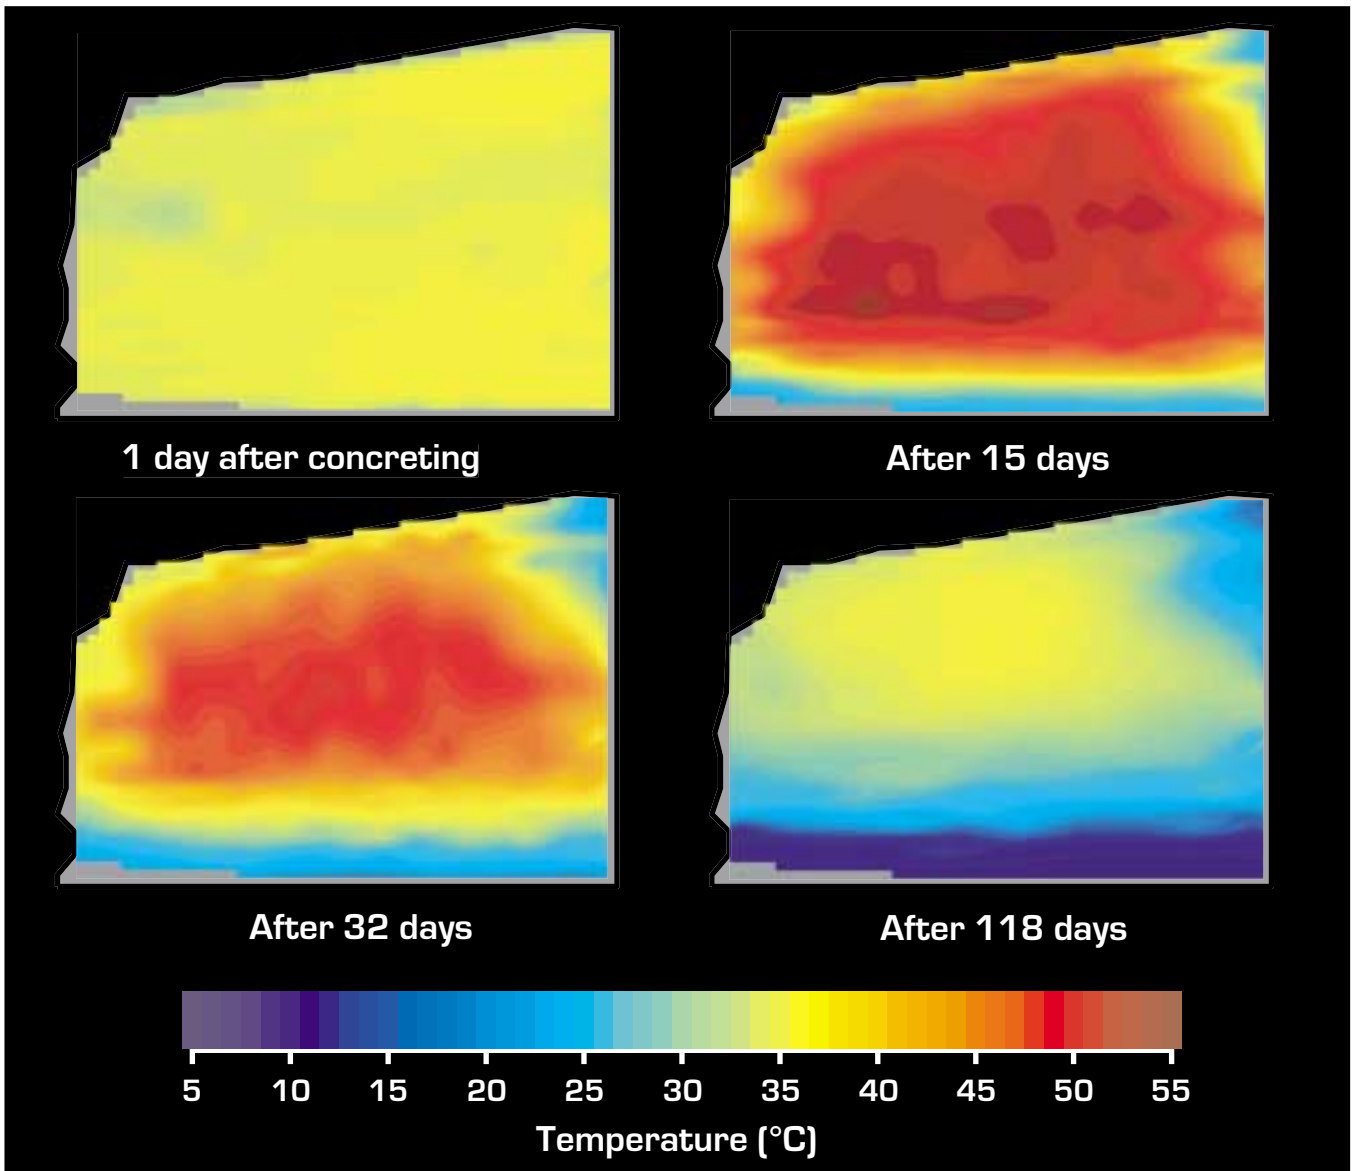 1 day after concreting
After 15 days
After 32 days
After 118 days
5 10 15 20 25 30 35 40 45 50 55
Temperature (°C)